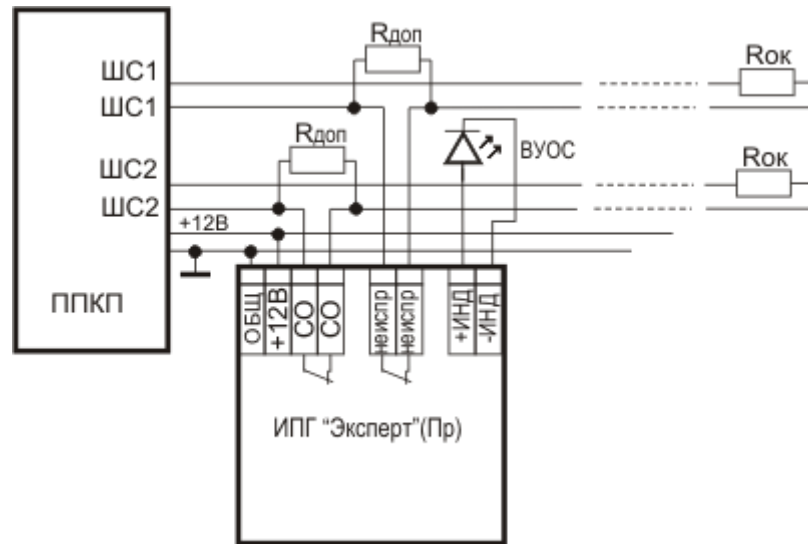 Rдоп
ШС1
Rок
ШС1
Rдоп
ВУОС
ШС2
Rок
ШС2
+12В
ППКП
ОБЩ
+12В
СО
СО
неиспр
неиспр
+ИНД
-ИНД
ИПГ “Эксперт”(Пр)